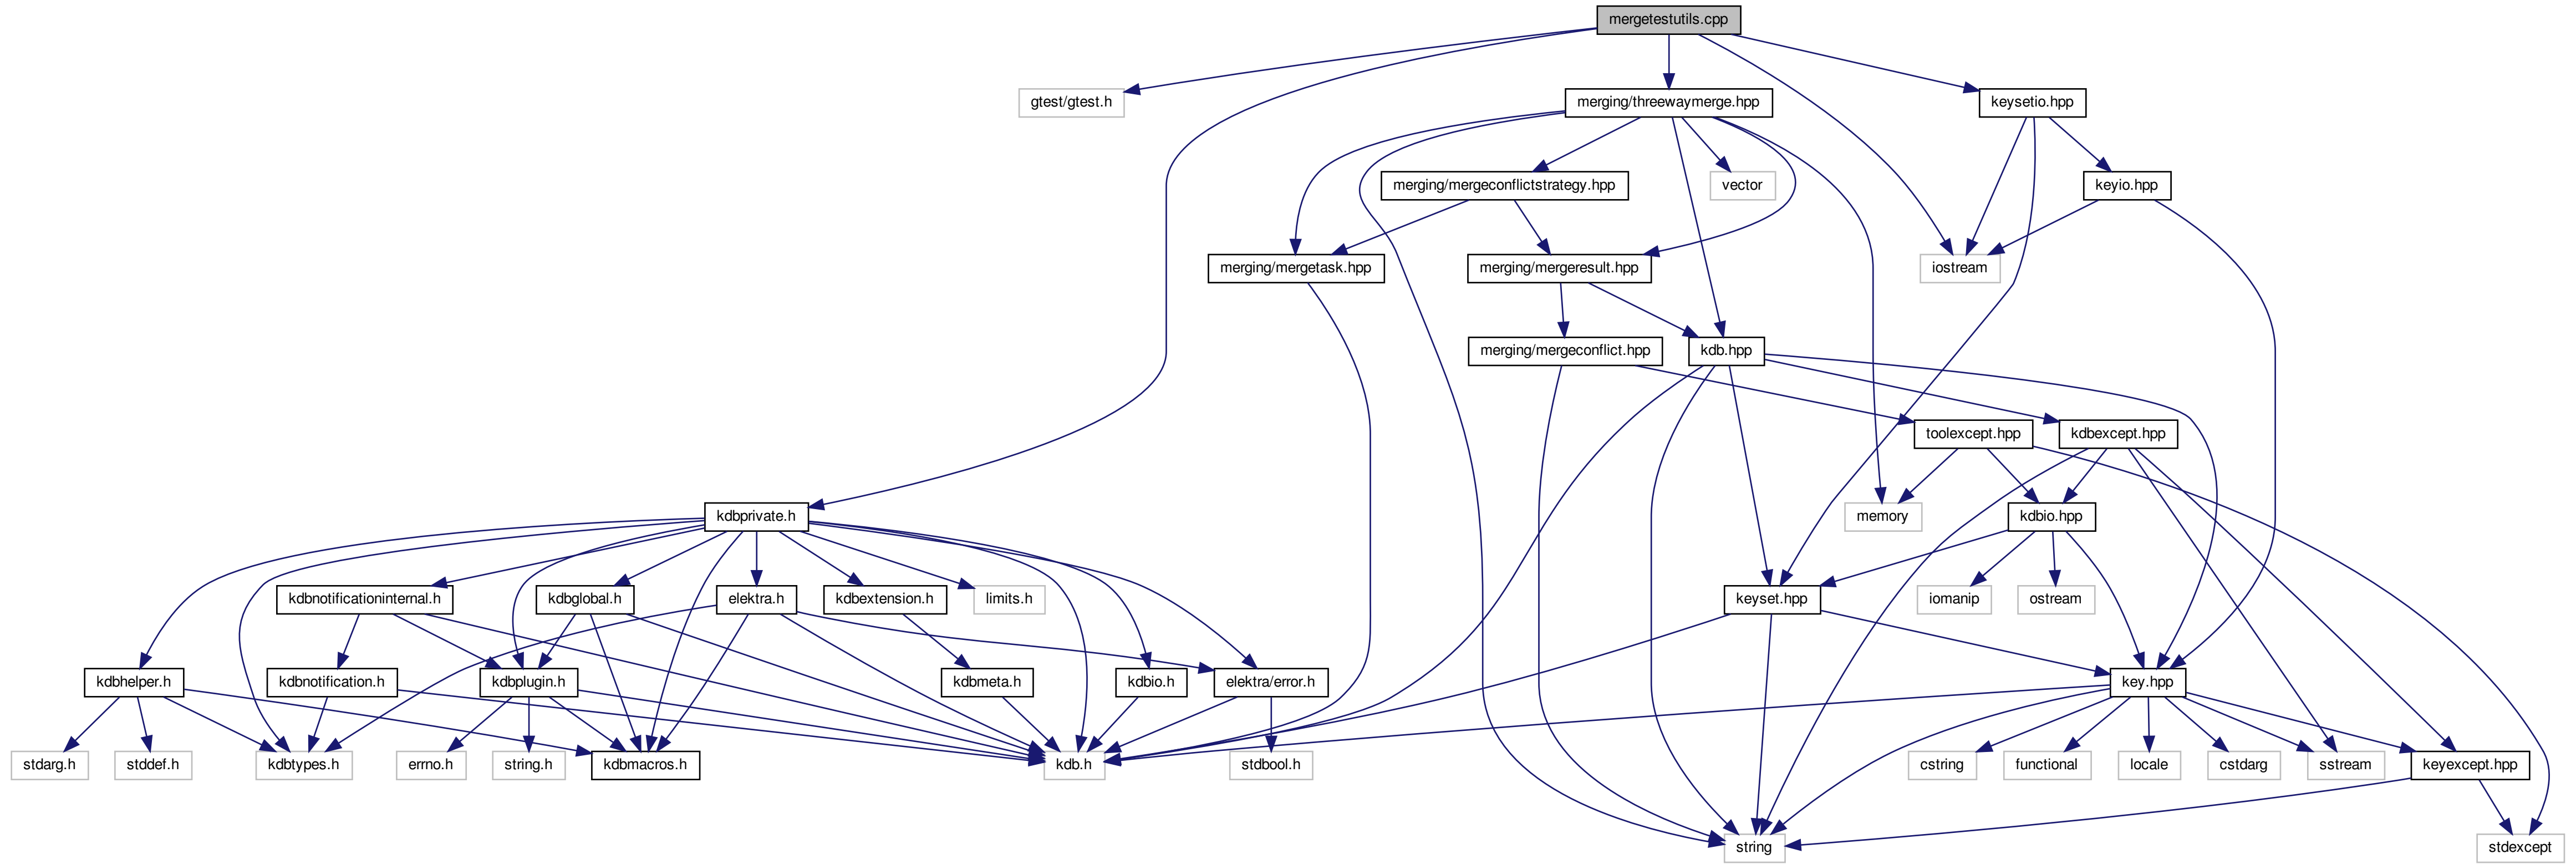 mergetestutils.cpp
gtest/gtest.h
merging/threewaymerge.hpp
keysetio.hpp
merging/mergeconflictstrategy.hpp
vector
keyio.hpp
merging/mergetask.hpp
merging/mergeresult.hpp
iostream
merging/mergeconflict.hpp
kdb.hpp
toolexcept.hpp
kdbexcept.hpp
kdbprivate.h
memory
kdbio.hpp
kdbnotificationinternal.h
kdbglobal.h
elektra.h
kdbextension.h
limits.h
keyset.hpp
iomanip
ostream
kdbhelper.h
kdbnotification.h
kdbplugin.h
kdbmeta.h
kdbio.h
elektra/error.h
key.hpp
stdarg.h
stddef.h
kdbtypes.h
errno.h
string.h
kdbmacros.h
kdb.h
stdbool.h
cstring
functional
locale
cstdarg
sstream
keyexcept.hpp
string
stdexcept